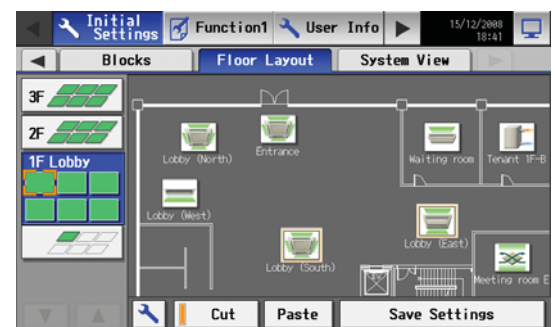 Initial
Settings
Function1
User Info
15/12/2008
18:41
Blocks
Floor Layout
System View
3F
2F
1F Lobby
Lobby (North)
Entrance
Waiting room
Tenant 1F-B
Lobby (West)
Lobby (East)
Lobby (South)
Meeting room E
Cut
Paste
Save Settings